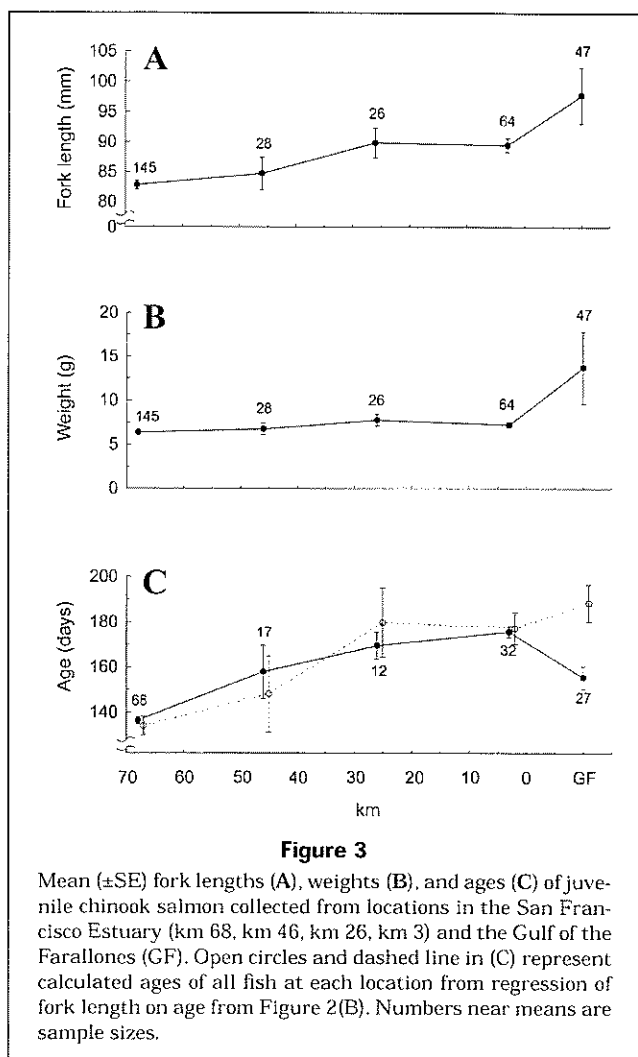 A
Fork length (mm)
105
100
95
90
85
80
0
145
28
26
64
47
B
Weight (g)
20
15
10
5
0
145
28
26
64
47
C
Age (days)
200
180
160
140
66
17
12
32
27
70 60 50 40 30 20 10 0 GF
km
Figure 3
Mean (±SE) fork lengths (A), weights (B), and ages (C) of juve-
nile chinook salmon collected from locations in the San Fran-
cisco Estuary (km 68, km 46, km 26, km 3) and the Gulf of the
Farallones (GF). Open circles and dashed line in (C) represent
calculated ages of all fish at each location from regression of
fork length on age from Figure 2(B). Numbers near means are
sample sizes.